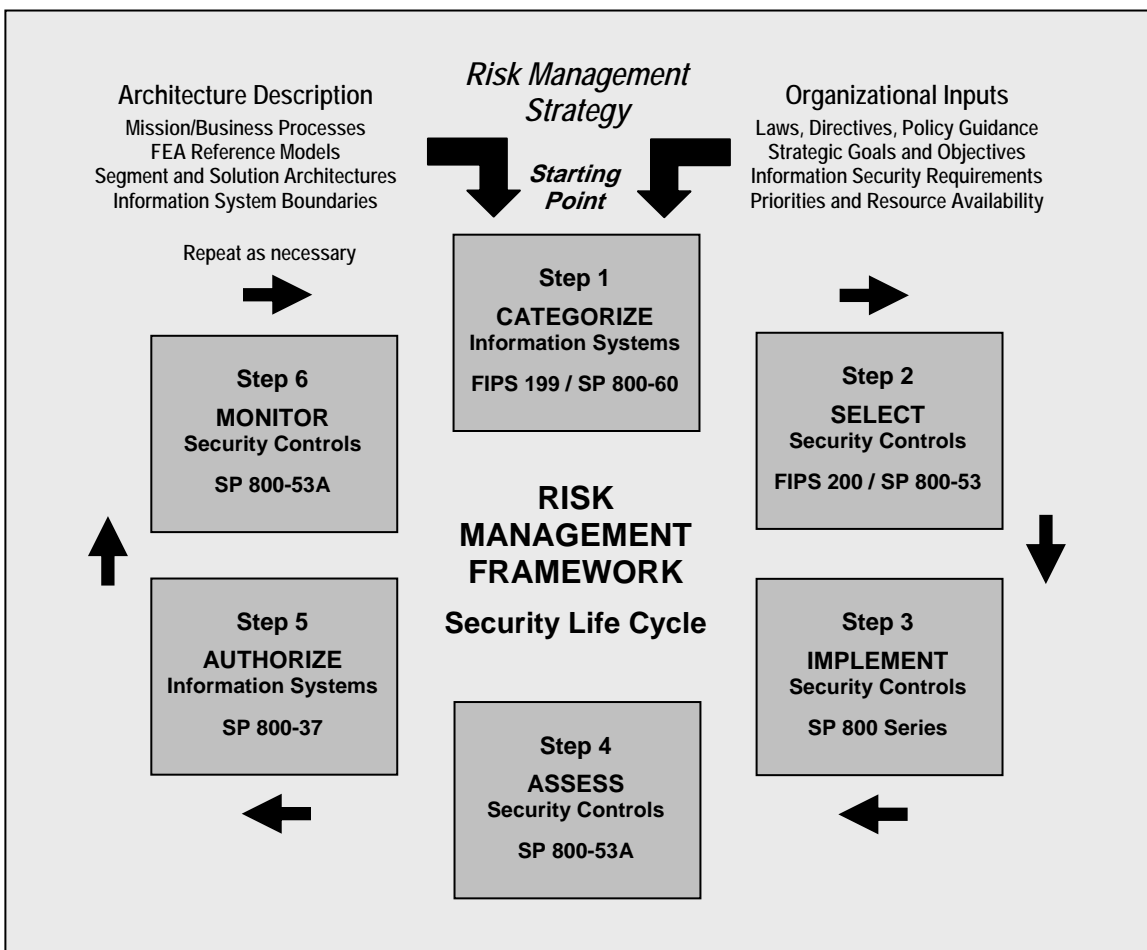 Architecture Description
Mission/Business Processes
FEA Reference Models
Segment and Solution Architectures
Information System Boundaries
Risk Management
Strategy
Starting
Point
Organizational Inputs
Laws, Directives, Policy Guidance
Strategic Goals and Objectives
Information Security Requirements
Priorities and Resource Availability
Repeat as necessary
Step 1
CATEGORIZE
Information Systems
FIPS 199 / SP 800-60
Step 2
SELECT
Security Controls
FIPS 200 / SP 800-53
Step 3
IMPLEMENT
Security Controls
SP 800 Series
Step 4
ASSESS
Security Controls
SP 800-53A
Step 5
AUTHORIZE
Information Systems
SP 800-37
Step 6
MONITOR
Security Controls
SP 800-53A
RISK
MANAGEMENT
FRAMEWORK
Security Life Cycle